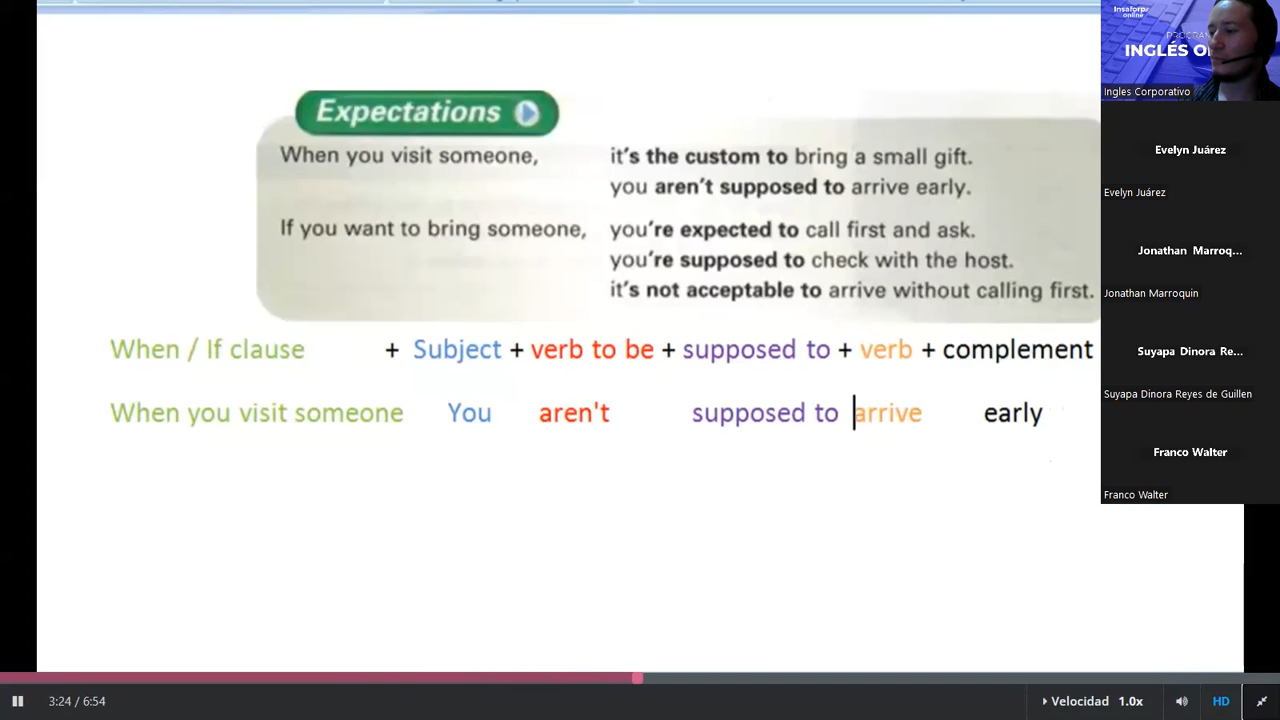 Insaforp
online
INGLÉS O
Ingles Corporativo
Expectations
When you visit someone, it's the custom to bring a small gift.
you aren't supposed to arrive early.
If you want to bring someone, you're expected to call first and ask.
you're supposed to check with the host.
it's not acceptable to arrive without calling first.
When / If clause + Subject + verb to be + supposed to + verb + complement
When you visit someone You aren't supposed to arrive early
Evelyn Juárez
Evelyn Juárez
Jonathan Marroq...
Jonathan Marroquin
Suyapa Dinora Re...
Suyapa Dinora Reyes de Guillen
Franco Walter
Franco Walter
3:24 / 6:54
Velocidad 1.0x
HD